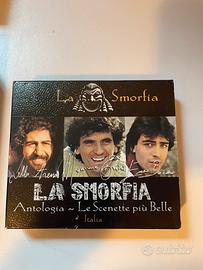 La Smorfia
LA SMORFIA
Antologia ~ Le Scenette più Belle
Italia
subito